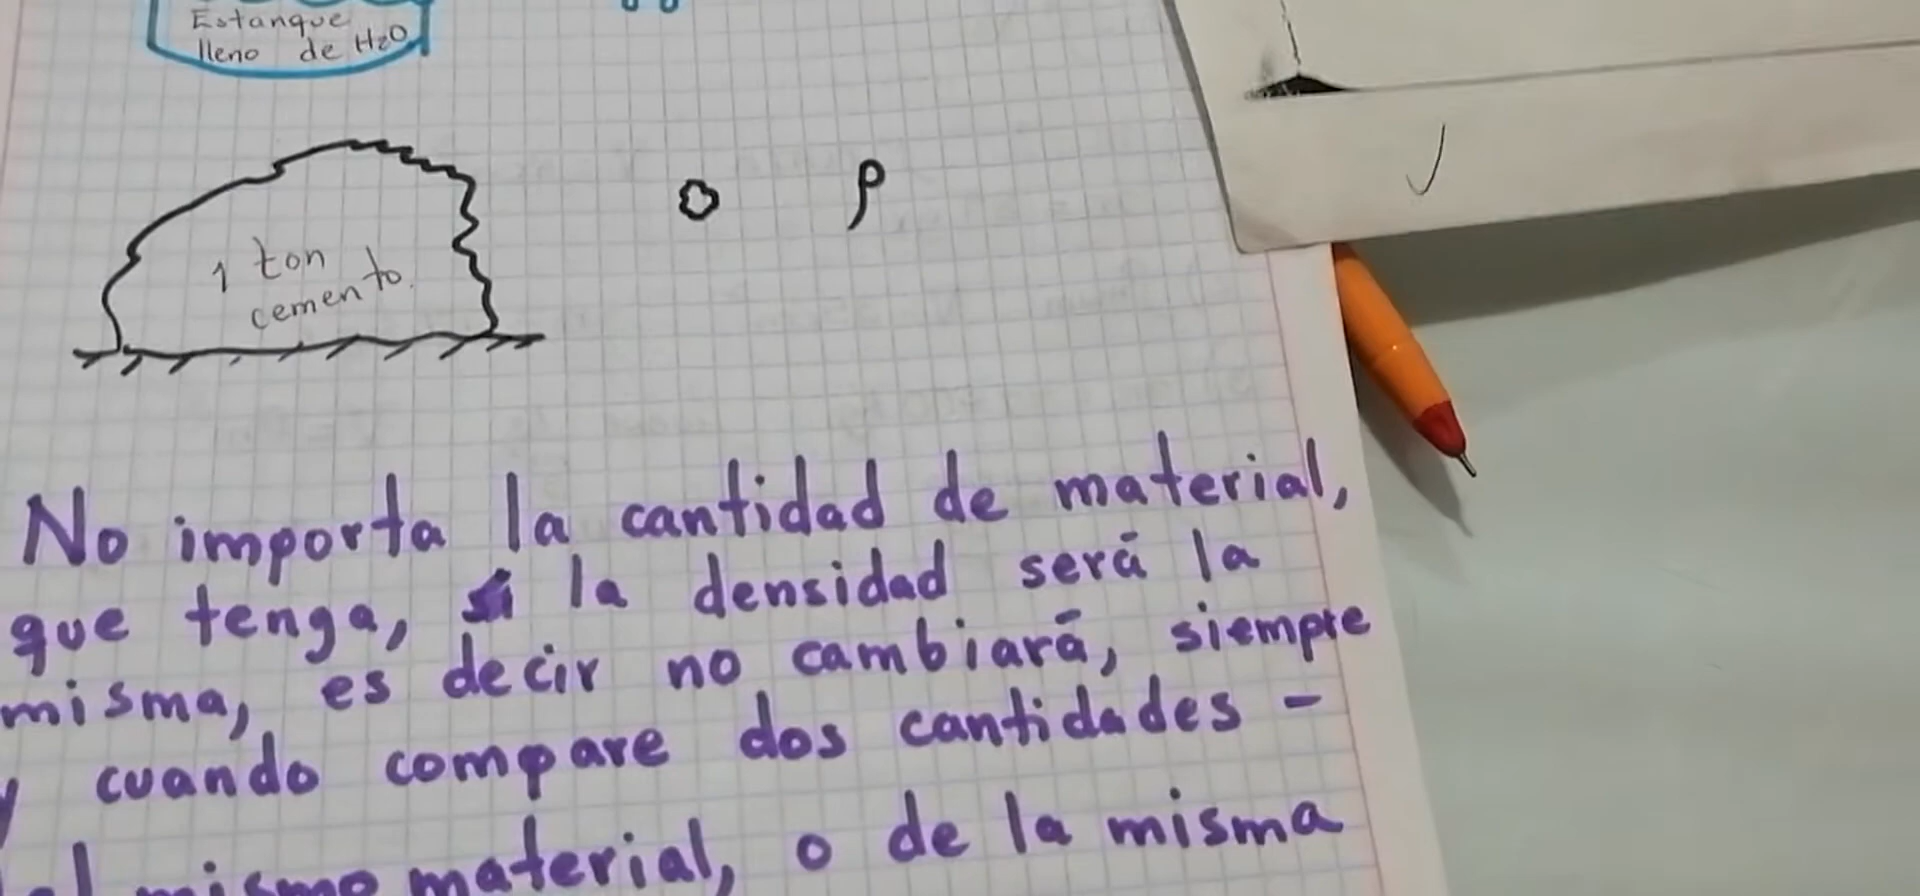 Estanque
lleno de H2O
1 ton
cemento.
ρ
No importa la cantidad de material,
que tenga, la densidad será la
misma, es decir no cambiará, siempre
y cuando compare dos cantidades -
mismo material, o de la misma